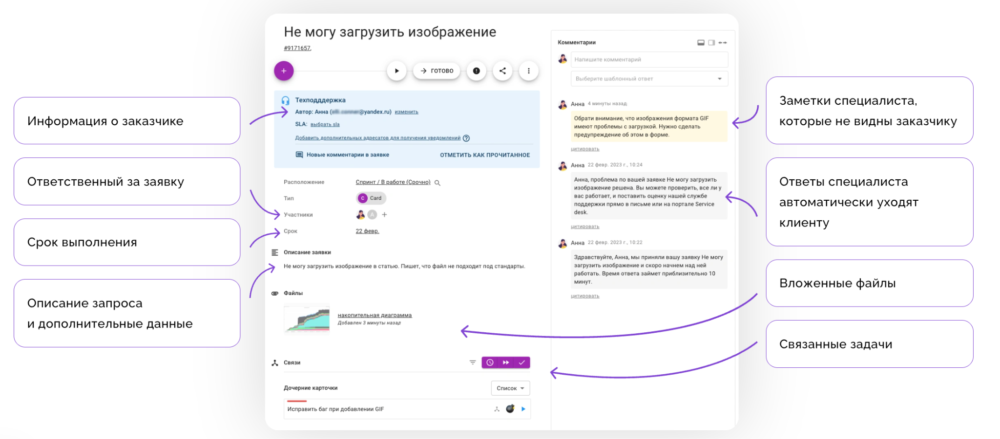 Не могу загрузить изображение
#9171657,
ГОТОВО
Техподддержка
Автор: Анна (@yandex.ru) изменить
SLA: выбрать sla
Добавить дополнительных адресатов для получения уведомлений
Новые комментарии в заявке
ОТМЕТИТЬ КАК ПРОЧИТАННОЕ
Расположение
Спринт / В работе (Срочно)
Тип
C Card
Участники
A
Срок
22 февр.
Описание заявки
Не могу загрузить изображение в статью. Пишет, что файл не подходит под стандарты.
Файлы
накопительная диаграмма
Добавлен 3 минуты назад
Связи
Дочерние карточки
Список
Исправить баг при добавлении GIF
Комментарии
Напишите комментарий
Выберите шаблонный ответ
Анна 4 минуты назад
Обрати внимание, что изображения формата GIF
имеют проблемы с загрузкой. Нужно сделать
предупреждение об этом в форме.
цитировать
Анна 22 февр. 2023 г., 10:24
Анна, проблема по вашей заявке Не могу загрузить
изображение решена. Вы можете проверить, все ли у
вас работает, и поставить оценку нашей службе
поддержки прямо в письме или на портале Service
desk.
цитировать
Анна 22 февр. 2023 г., 10:22
Здравствуйте, Анна, мы приняли вашу заявку Не могу
загрузить изображение и скоро начнем над ней
работать. Время ответа займет приблизительно 10
минут.
цитировать
Информация о заказчике
Ответственный за заявку
Срок выполнения
Описание запроса
и дополнительные данные
Заметки специалиста,
которые не видны заказчику
Ответы специалиста
автоматически уходят
клиенту
Вложенные файлы
Связанные задачи